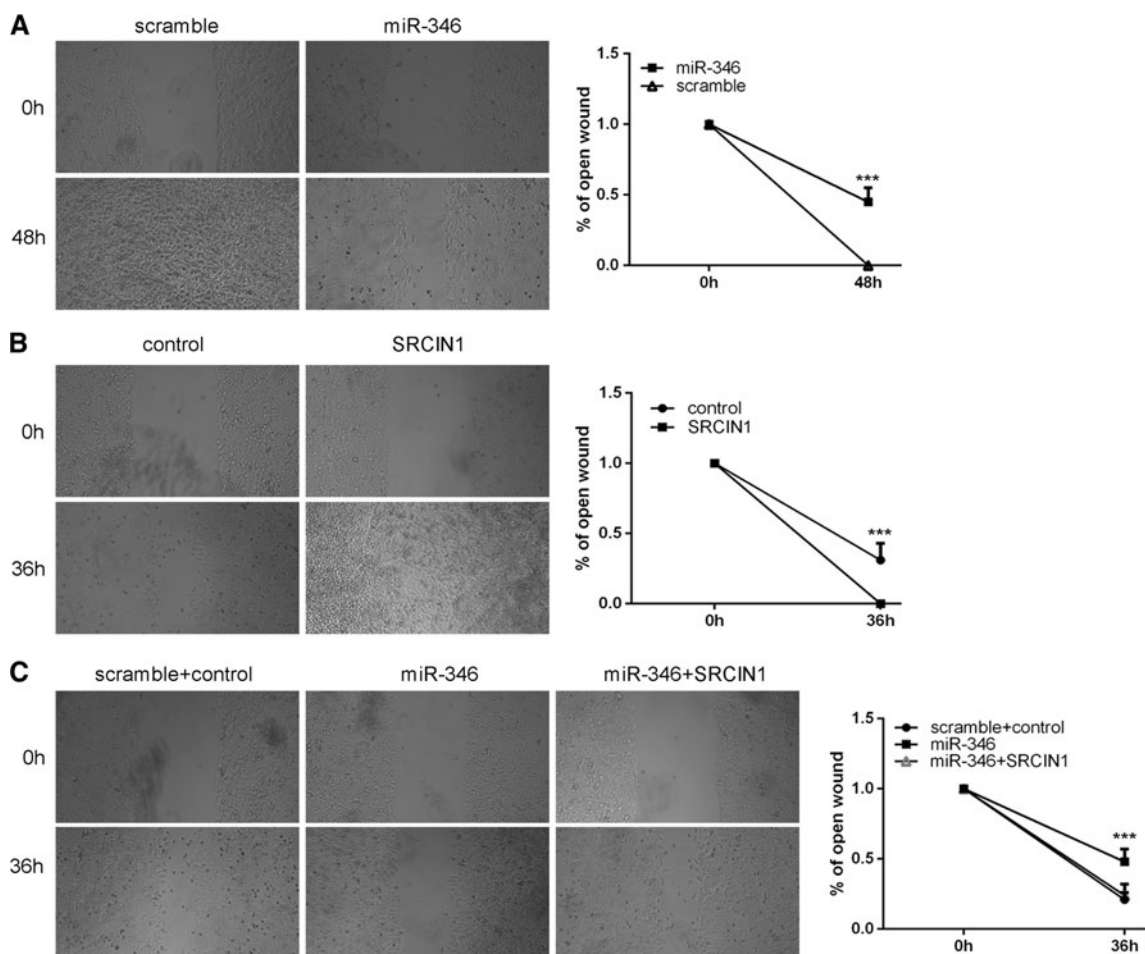 A
scramble
miR-346
0h
48h
1.5
1.0
0.5
0.0
% of open wound
miR-346
scramble
***
0h
48h
B
control
SRCIN1
0h
36h
1.5
1.0
0.5
0.0
% of open wound
control
SRCIN1
***
0h
36h
C
scramble+control
miR-346
miR-346+SRCIN1
0h
36h
1.5
1.0
0.5
0.0
% of open wound
scramble+control
miR-346
miR-346+SRCIN1
***
0h
36h